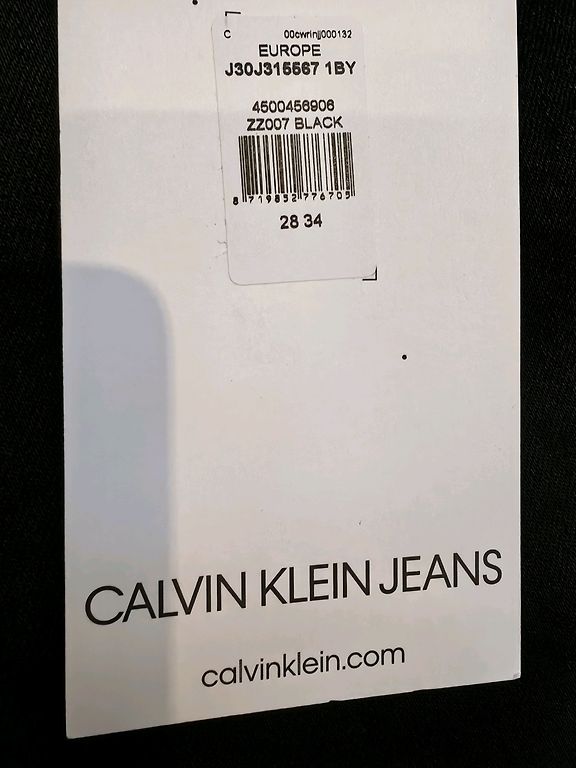 C 00cwrinjj000132
EUROPE
J30J315567 1BY
4500456906
ZZ007 BLACK
8 719852 776705
28 34
CALVIN KLEIN JEANS
calvinklein.com